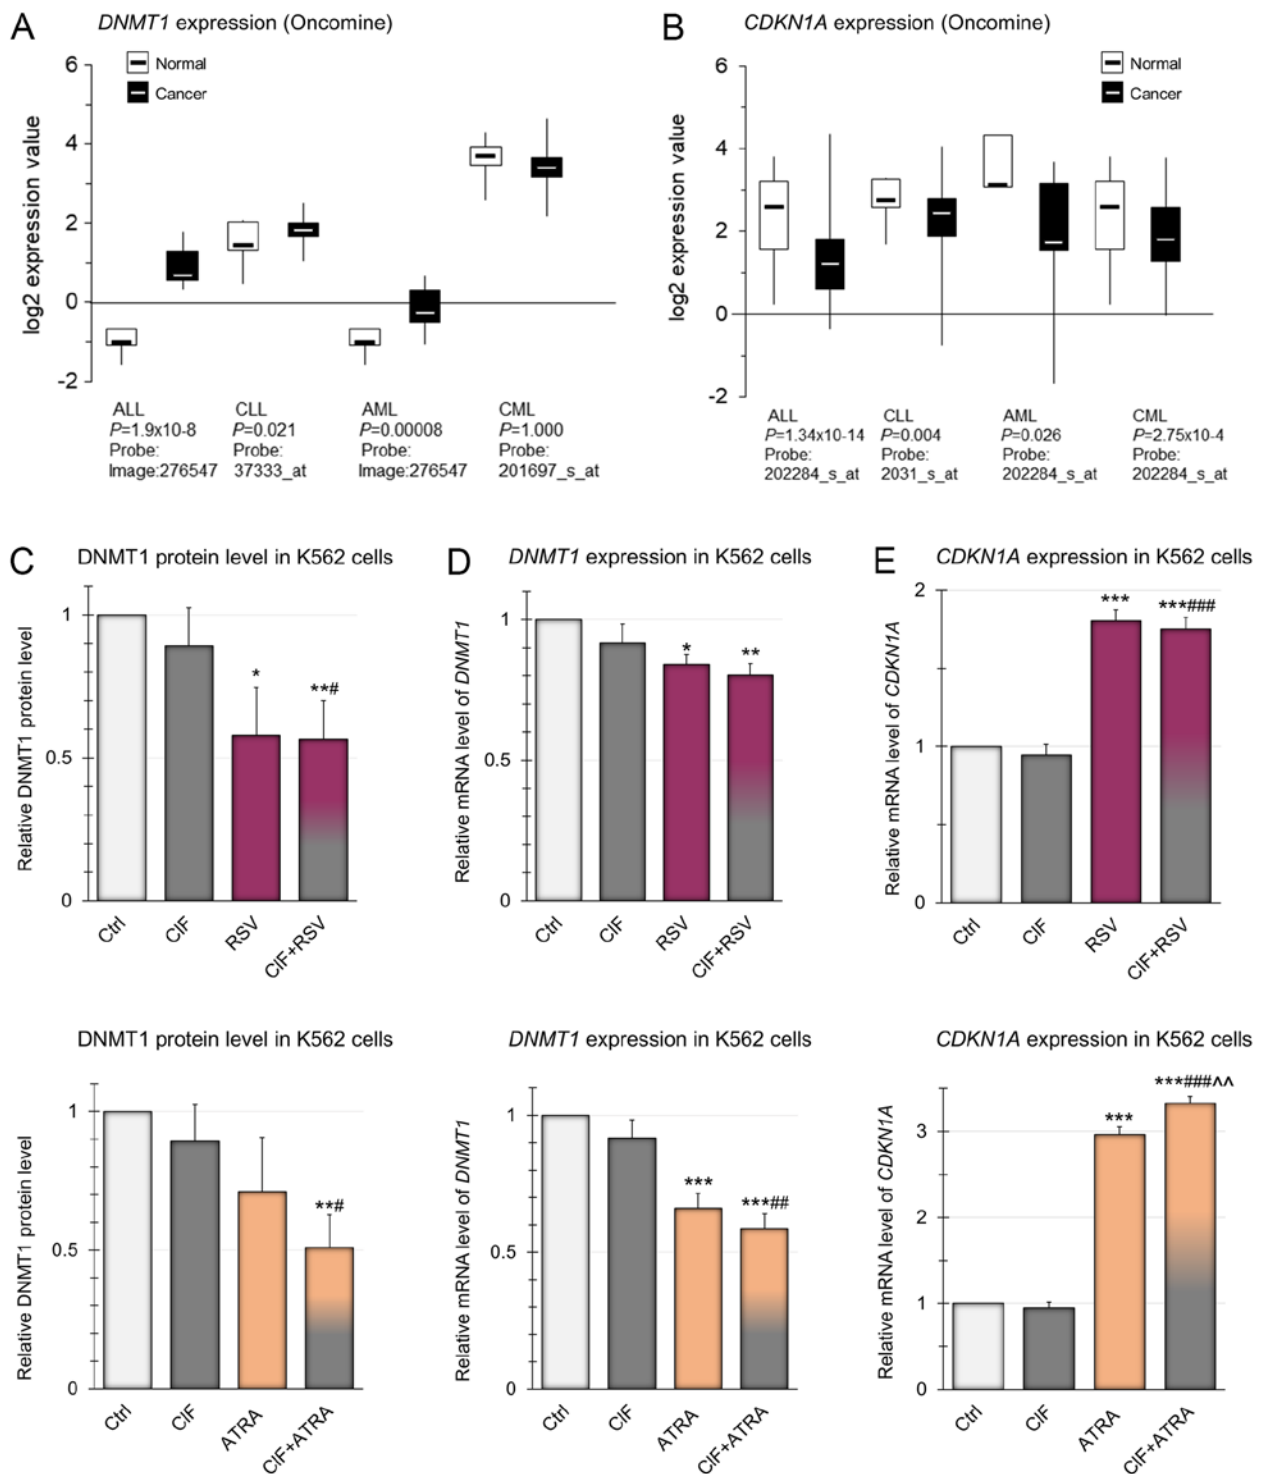 A
DNMT1 expression (Oncomine)
Normal
Cancer
log2 expression value
6
4
2
0
-2
ALL
P=1.9x10-8
Probe:
Image:276547
CLL
P=0.021
Probe:
37333_at
AML
P=0.00008
Probe:
Image:276547
CML
P=1.000
Probe:
201697_s_at
B
CDKN1A expression (Oncomine)
Normal
Cancer
log2 expression value
6
4
2
0
-2
ALL
P=1.34x10-14
Probe:
202284_s_at
CLL
P=0.004
Probe:
2031_s_at
AML
P=0.026
Probe:
202284_s_at
CML
P=2.75x10-4
Probe:
202284_s_at
C
DNMT1 protein level in K562 cells
Relative DNMT1 protein level
1
0.5
0
*
**#
Ctrl
ClF
RSV
ClF+RSV
D
DNMT1 expression in K562 cells
Relative mRNA level of DNMT1
1
0.5
0
*
**
Ctrl
ClF
RSV
ClF+RSV
E
CDKN1A expression in K562 cells
Relative mRNA level of CDKN1A
2
1
0
***
***###
Ctrl
ClF
RSV
ClF+RSV
DNMT1 protein level in K562 cells
Relative DNMT1 protein level
1
0.5
0
**#
Ctrl
ClF
ATRA
ClF+ATRA
DNMT1 expression in K562 cells
Relative mRNA level of DNMT1
1
0.5
0
***
***##
Ctrl
ClF
ATRA
ClF+ATRA
CDKN1A expression in K562 cells
Relative mRNA level of CDKN1A
3
2
1
0
***
***###^^
Ctrl
ClF
ATRA
ClF+ATRA